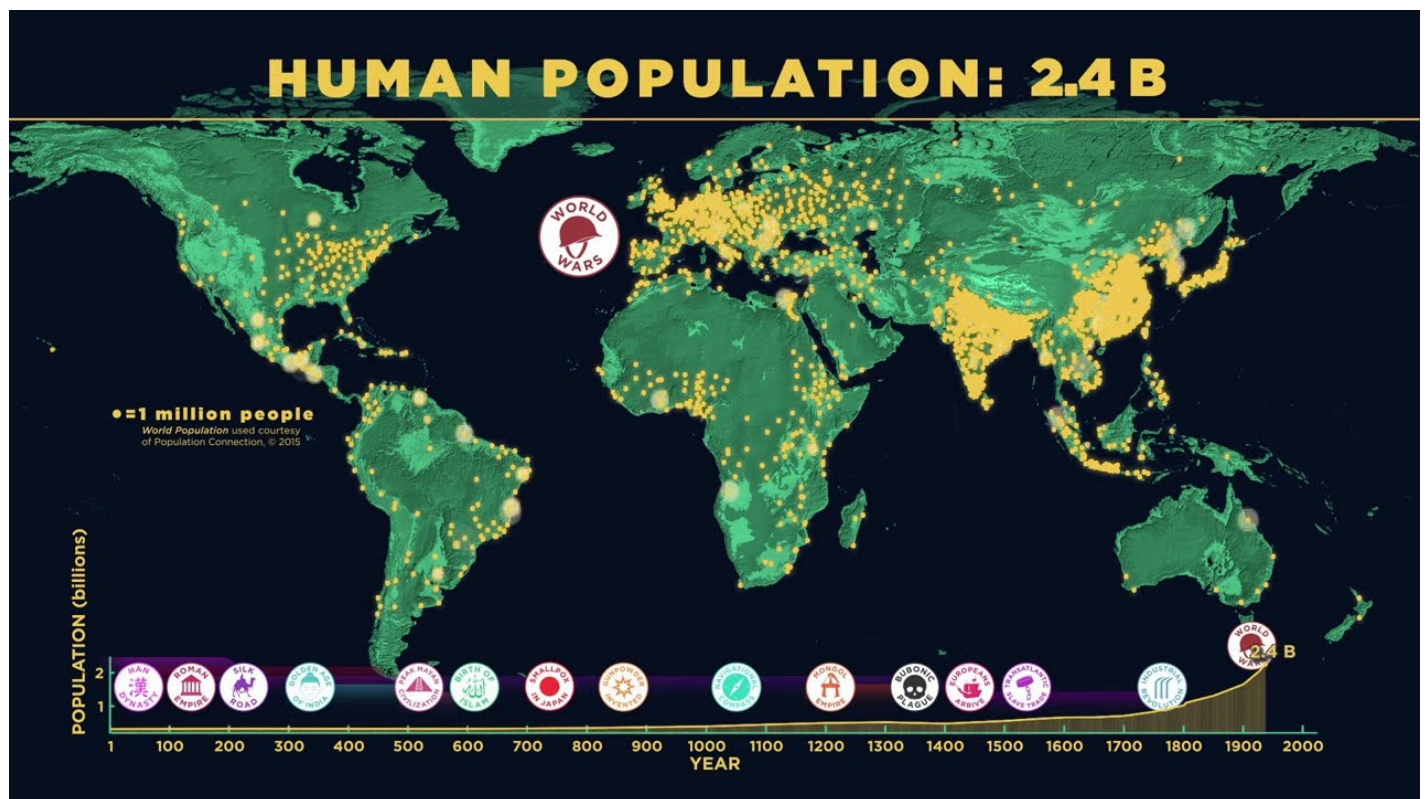 HUMAN POPULATION: 2.4 B
WORLD
WARS
=1 million people
World Population used courtesy
of Population Connection, © 2015
POPULATION (billions)
2
1
HAN
漢
DYNASTY
ROMAN
EMPIRE
SILK
ROAD
GOLDEN AGE
OF INDIA
PEAK MAYAN
CIVILIZATION
BIRTH OF
ISLAM
SMALLPOX
IN JAPAN
GUNPOWDER
INVENTED
NAVIGATIONAL
COMPASS
MONGOL
EMPIRE
BUBONIC
PLAGUE
EUROPEANS
ARRIVE
TRANSATLANTIC
SLAVE TRADE
INDUSTRIAL
REVOLUTION
WORLD
WARS
2.4 B
1 100 200 300 400 500 600 700 800 900 1000 1100 1200 1300 1400 1500 1600 1700 1800 1900 2000
YEAR